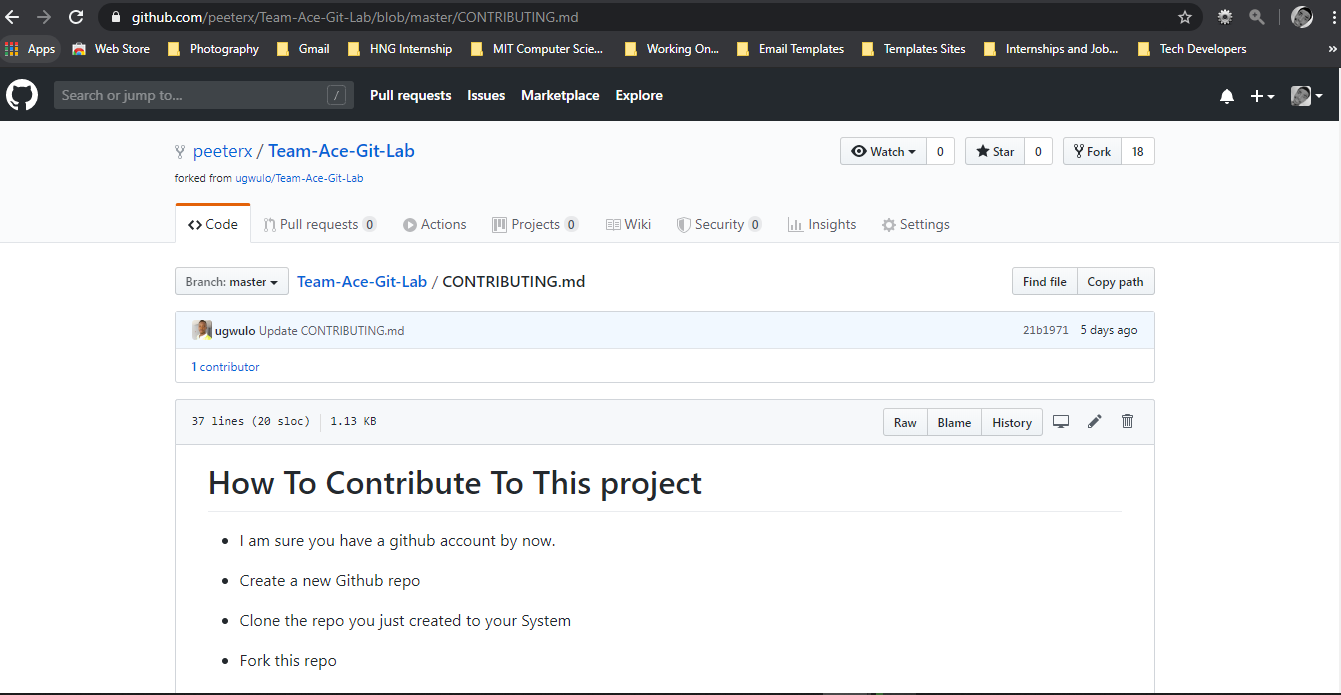 github.com/peeterx/Team-Ace-Git-Lab/blob/master/CONTRIBUTING.md
Apps Web Store Photography Gmail HNG Internship MIT Computer Scie... Working On... Email Templates Templates Sites Internships and Job... Tech Developers »
Search or jump to... / Pull requests Issues Marketplace Explore
peeterx / Team-Ace-Git-Lab Watch 0 Star 0 Fork 18
forked from ugwulo/Team-Ace-Git-Lab
Code Pull requests 0 Actions Projects 0 Wiki Security 0 Insights Settings
Branch: master Team-Ace-Git-Lab / CONTRIBUTING.md Find file Copy path
ugwulo Update CONTRIBUTING.md 21b1971 5 days ago
1 contributor
37 lines (20 sloc) 1.13 KB Raw Blame History
How To Contribute To This project
• I am sure you have a github account by now.
• Create a new Github repo
• Clone the repo you just created to your System
• Fork this repo